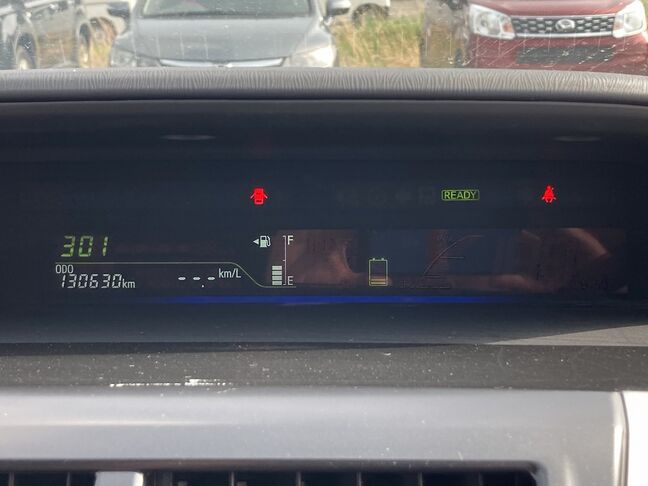 READY
301
F
ODO
130630km
-.-- km/L
E